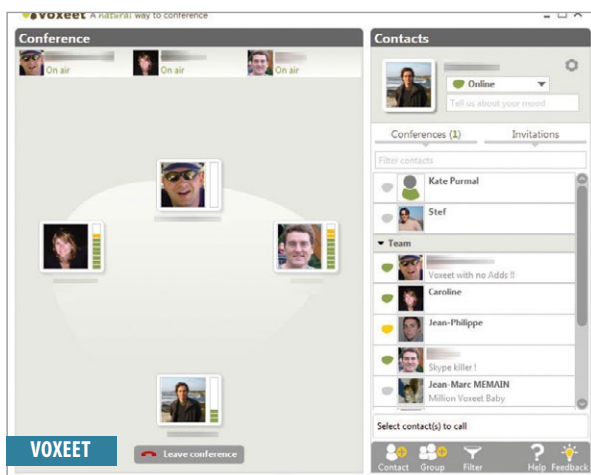 voxeet A natural way to conference
Conference
On air
On air
On air
Leave conference
VOXEET
Contacts
Online
Tell us about your mood
Conferences (1)
Invitations
Filter contacts
Kate Purmal
Stef
Team
Voxeet with no Adds !!
Caroline
Jean-Philippe
Skype killer !
Jean-Marc MEMAIN
Million Voxeet Baby
Select contact(s) to call
Contact Group Filter Help Feedback